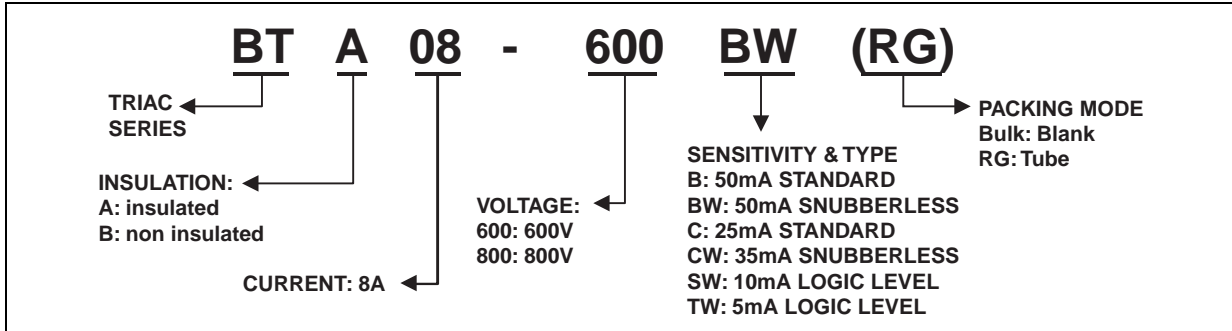 BT A 08 - 600 BW (RG)
TRIAC
SERIES
INSULATION:
A: insulated
B: non insulated
CURRENT: 8A
VOLTAGE:
600: 600V
800: 800V
SENSITIVITY & TYPE
B: 50mA STANDARD
BW: 50mA SNUBBERLESS
C: 25mA STANDARD
CW: 35mA SNUBBERLESS
SW: 10mA LOGIC LEVEL
TW: 5mA LOGIC LEVEL
PACKING MODE
Bulk: Blank
RG: Tube